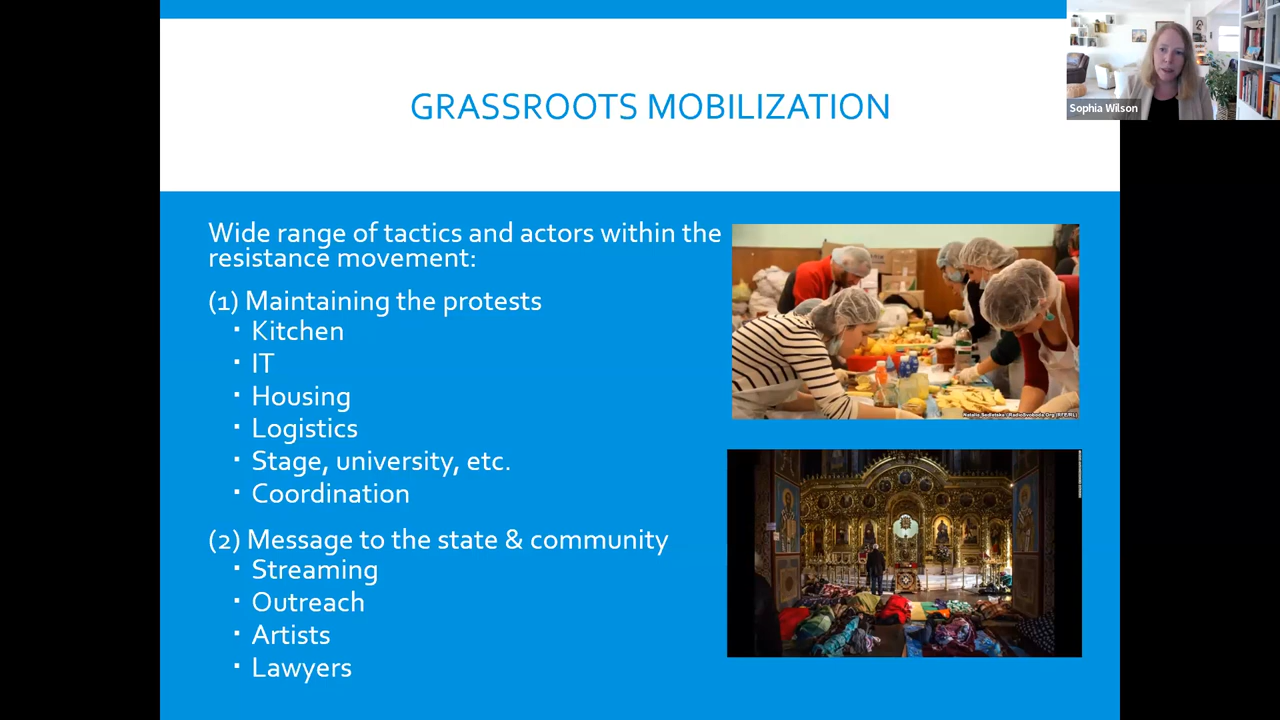 Sophia Wilson
GRASSROOTS MOBILIZATION
Wide range of tactics and actors within the
resistance movement:
(1) Maintaining the protests
▪ Kitchen
▪ IT
▪ Housing
▪ Logistics
▪ Stage, university, etc.
▪ Coordination
(2) Message to the state & community
▪ Streaming
▪ Outreach
▪ Artists
▪ Lawyers